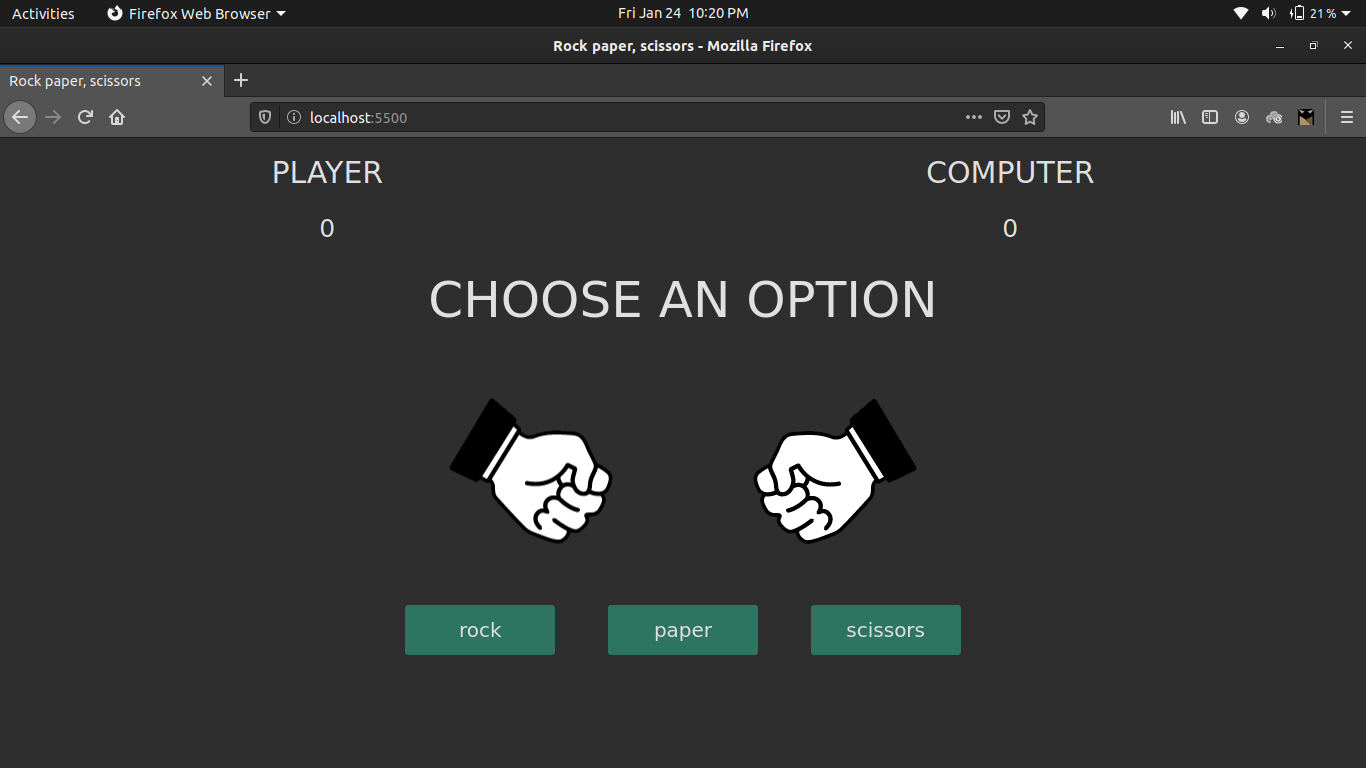 Activities Firefox Web Browser Fri Jan 24 10:20 PM 21%
Rock paper, scissors - Mozilla Firefox
Rock paper, scissors
localhost:5500
PLAYER COMPUTER
0 0
CHOOSE AN OPTION
rock paper scissors